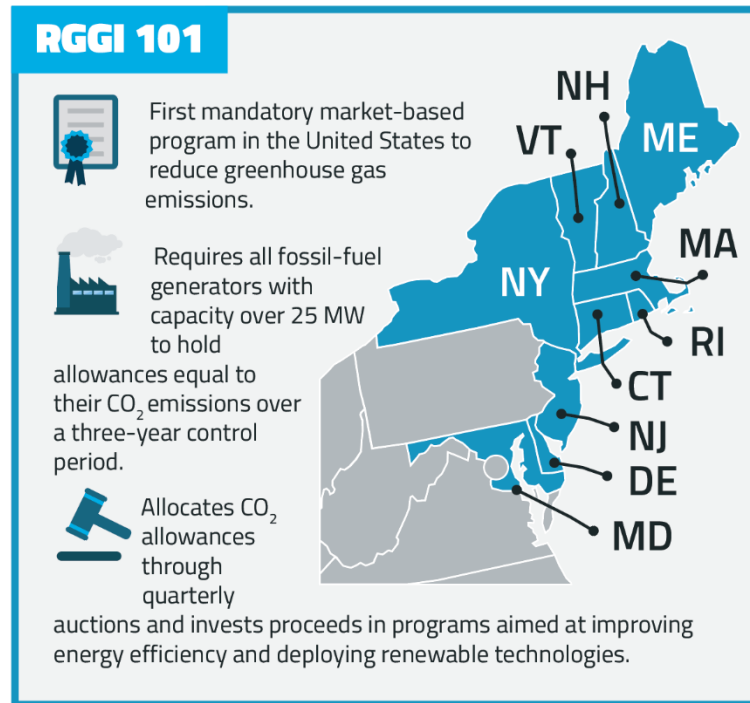 RGGI 101
First mandatory market-based
program in the United States to
reduce greenhouse gas
emissions.
Requires all fossil-fuel
generators with
capacity over 25 MW
to hold
allowances equal to
their CO₂ emissions over
a three-year control
period.
Allocates CO₂
allowances
through
quarterly
auctions and invests proceeds in programs aimed at improving
energy efficiency and deploying renewable technologies.
NH
VT
ME
MA
NY
RI
CT
NJ
DE
MD